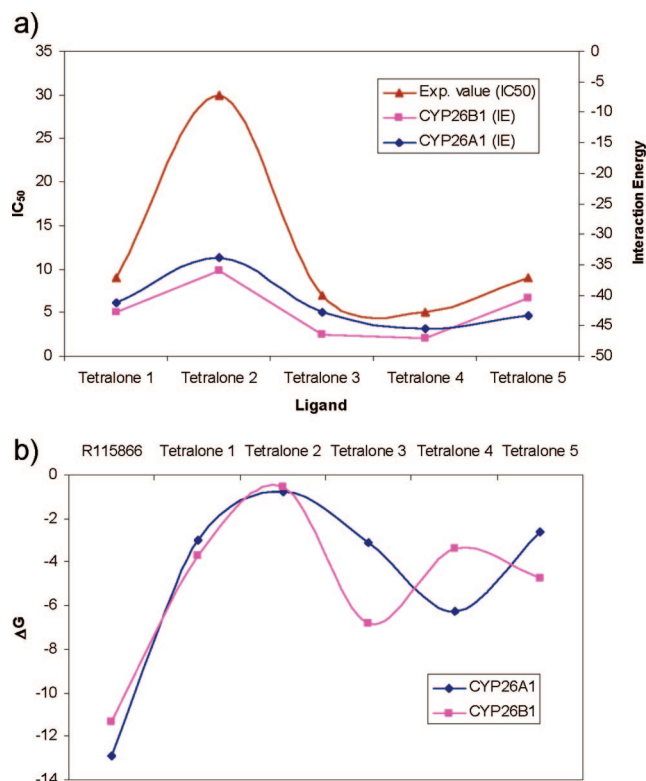 a)
35
30
25
20
15
10
5
0
IC50
0
-5
-10
-15
-20
-25
-30
-35
-40
-45
-50
Interaction Energy
Exp. value (IC50)
CYP26B1 (IE)
CYP26A1 (IE)
Tetralone 1 Tetralone 2 Tetralone 3 Tetralone 4 Tetralone 5
Ligand
b)
R115866 Tetralone 1 Tetralone 2 Tetralone 3 Tetralone 4 Tetralone 5
0
-2
-4
-6
-8
-10
-12
-14
ΔG
CYP26A1
CYP26B1